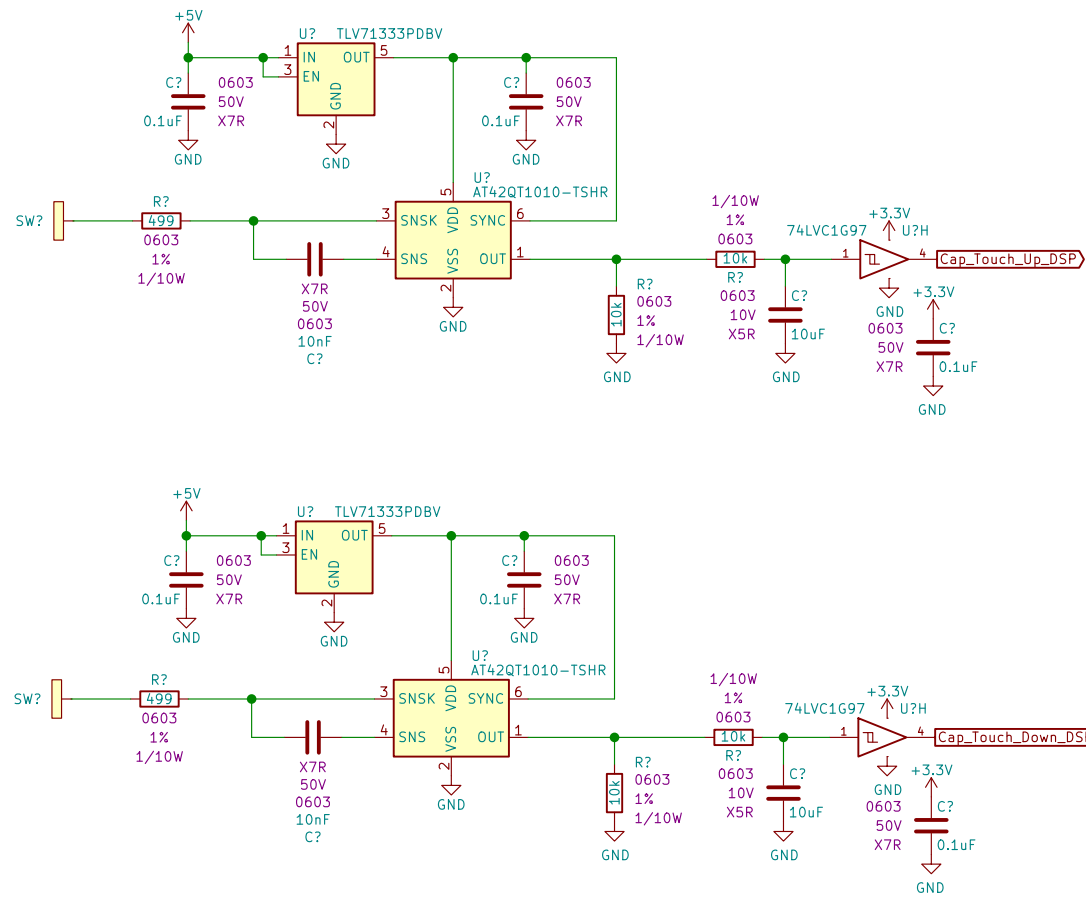 +5V
U? TLV71333PDBV
1 IN OUT 5
3 EN
GND
2
GND
C? 0603
50V
0.1uF X7R
GND
C? 0603
50V
0.1uF X7R
GND
U?
AT42QT1010-TSHR
5
SW?
R?
499
0603
1%
1/10W
3 SNSK VDD SYNC 6
4 SNS VSS OUT 1
2
GND
X7R
50V
0603
10nF
C?
R?
10k
0603
1%
1/10W
GND
1/10W
1%
0603
10k
R?
0603 C?
10V
X5R 10uF
GND
74LVC1G97
+3.3V
U?H
1 4
Cap_Touch_Up_DSP
GND
+3.3V
0603 C?
50V
X7R 0.1uF
GND
+5V
U? TLV71333PDBV
1 IN OUT 5
3 EN
GND
2
GND
C? 0603
50V
0.1uF X7R
GND
C? 0603
50V
0.1uF X7R
GND
U?
AT42QT1010-TSHR
5
SW?
R?
499
0603
1%
1/10W
3 SNSK VDD SYNC 6
4 SNS VSS OUT 1
2
GND
X7R
50V
0603
10nF
C?
R?
10k
0603
1%
1/10W
GND
1/10W
1%
0603
10k
R?
0603 C?
10V
X5R 10uF
GND
74LVC1G97
+3.3V
U?H
1 4
Cap_Touch_Down_DS
GND
+3.3V
0603 C?
50V
X7R 0.1uF
GND